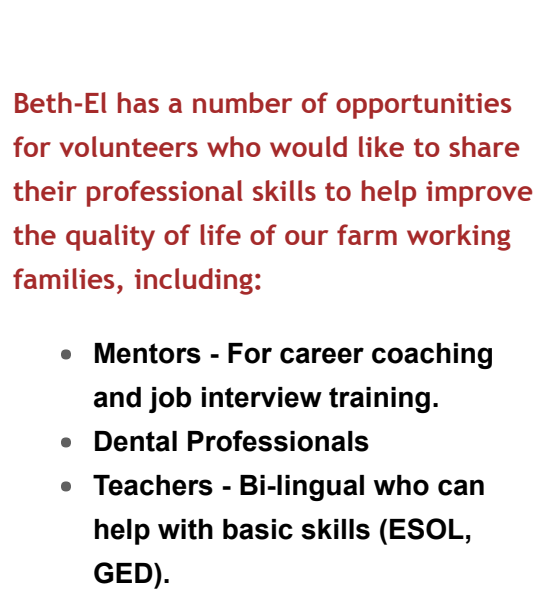 Beth-El has a number of opportunities
for volunteers who would like to share
their professional skills to help improve
the quality of life of our farm working
families, including:
Mentors - For career coaching
and job interview training.
Dental Professionals
Teachers - Bi-lingual who can
help with basic skills (ESOL,
GED).